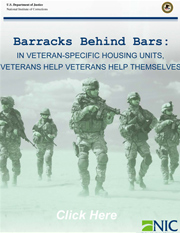 U.S. Department of Justice
National Institute of Corrections
Barracks Behind Bars:
IN VETERAN-SPECIFIC HOUSING UNITS,
VETERANS HELP VETERANS HELP THEMSELVES
Click Here
NIC